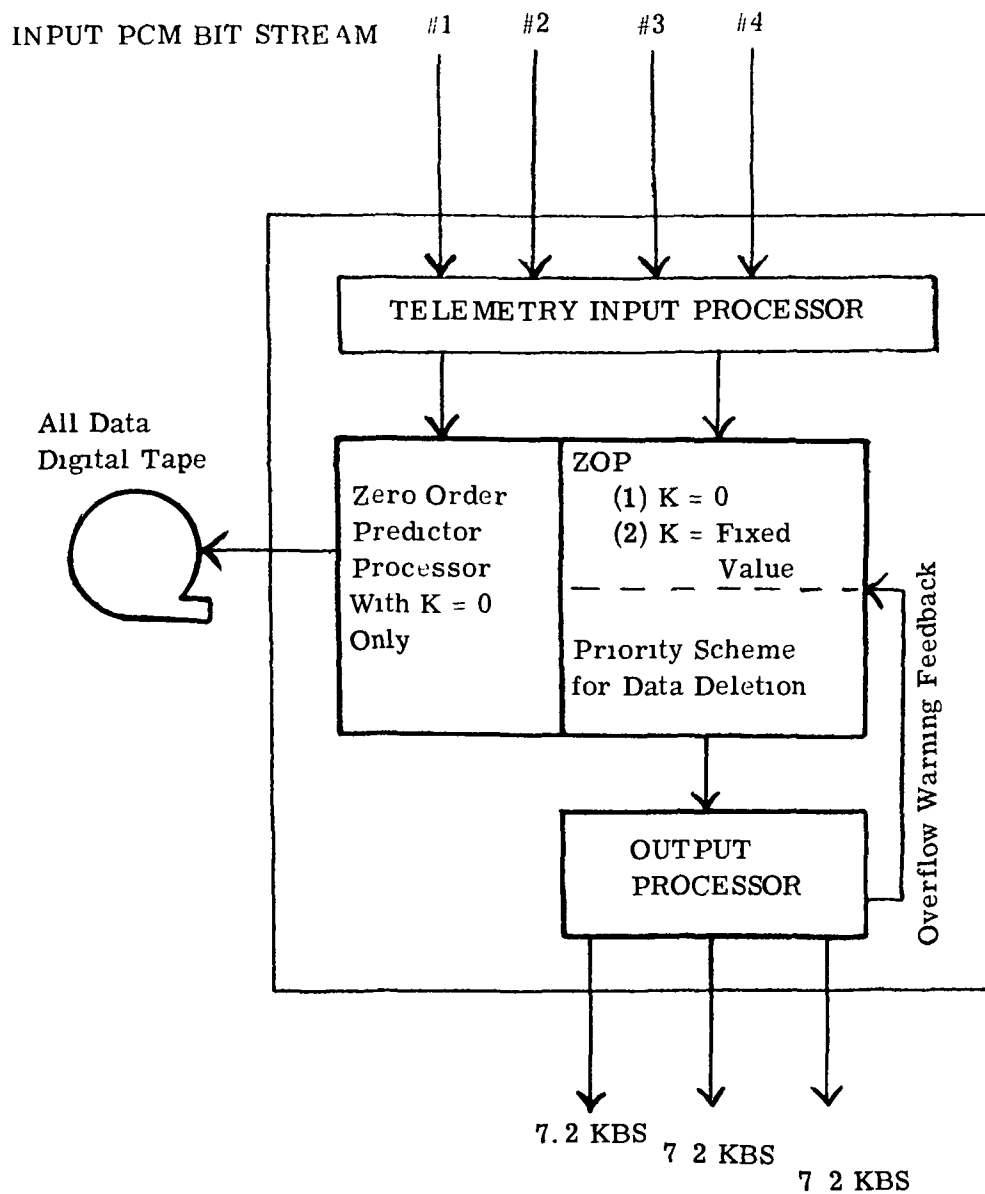 INPUT PCM BIT STREAM #1 #2 #3 #4
TELEMETRY INPUT PROCESSOR
All Data
Digital Tape
Zero Order
Predictor
Processor
With K = 0
Only
ZOP
(1) K = 0
(2) K = Fixed
Value
Priority Scheme
for Data Deletion
Overflow Warning Feedback
OUTPUT
PROCESSOR
7.2 KBS
7 2 KBS
7 2 KBS